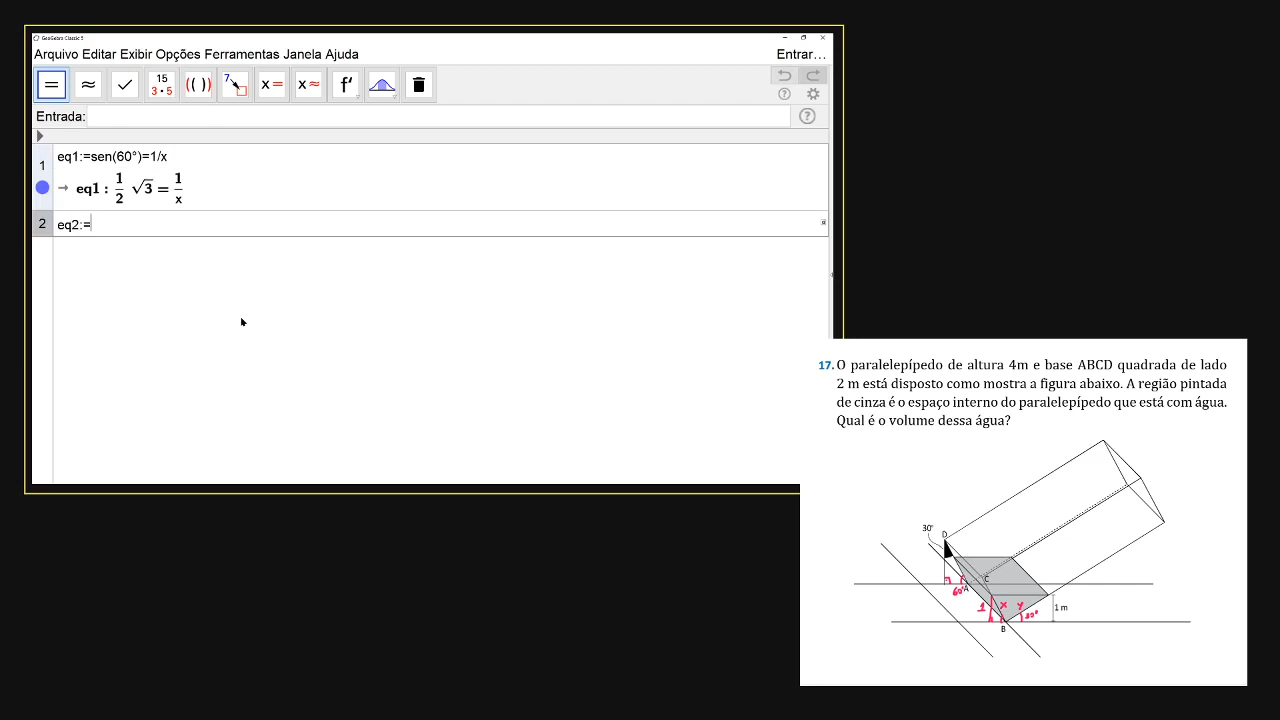 GeoGebra Classic 5
Arquivo Editar Exibir Opções Ferramentas Janela Ajuda
Entrar…
= ≈ ✓ 15 3·5 (( )) 7 x= x≈ f'
Entrada:
1 eq1:=sen(60°)=1/x
→ eq1 : 1/2 √3 = 1/x
2 eq2:=
17. O paralelepípedo de altura 4m e base ABCD quadrada de lado
2 m está disposto como mostra a figura abaixo. A região pintada
de cinza é o espaço interno do paralelepípedo que está com água.
Qual é o volume dessa água?
30°
D
C
60°
A
1 x y 30°
1 m
B